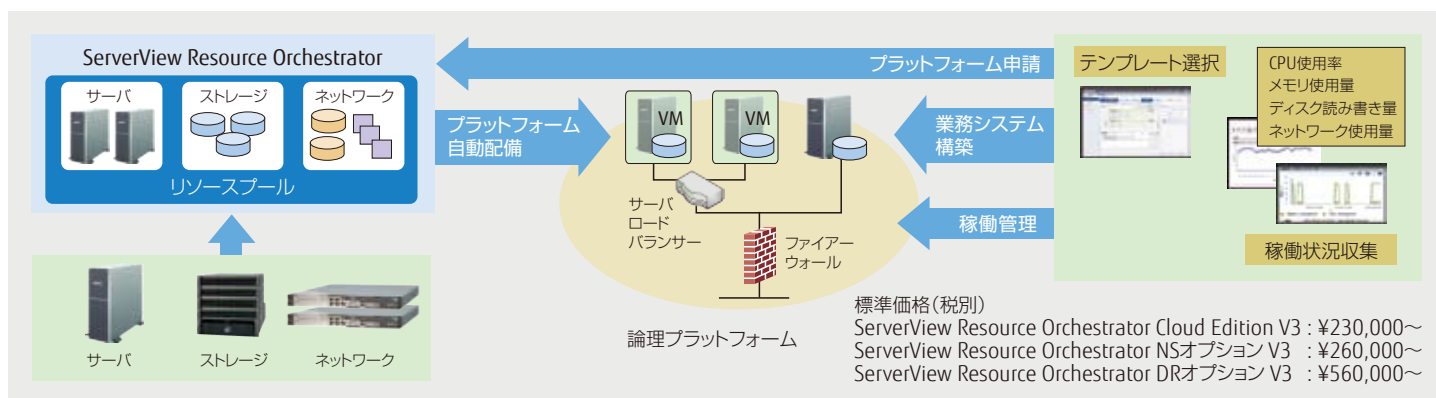 ServerView Resource Orchestrator
サーバ
ストレージ
ネットワーク
リソースプール
サーバ
ストレージ
ネットワーク
プラットフォーム
自動配備
プラットフォーム申請
VM
VM
サーバ
ロード
バランサー
ファイアー
ウォール
論理プラットフォーム
業務システム
構築
稼働管理
テンプレート選択
CPU使用率
メモリ使用量
ディスク読み書き量
ネットワーク使用量
稼働状況収集
標準価格（税別）
ServerView Resource Orchestrator Cloud Edition V3 : ¥230,000～
ServerView Resource Orchestrator NSオプション V3 : ¥260,000～
ServerView Resource Orchestrator DRオプション V3 : ¥560,000～